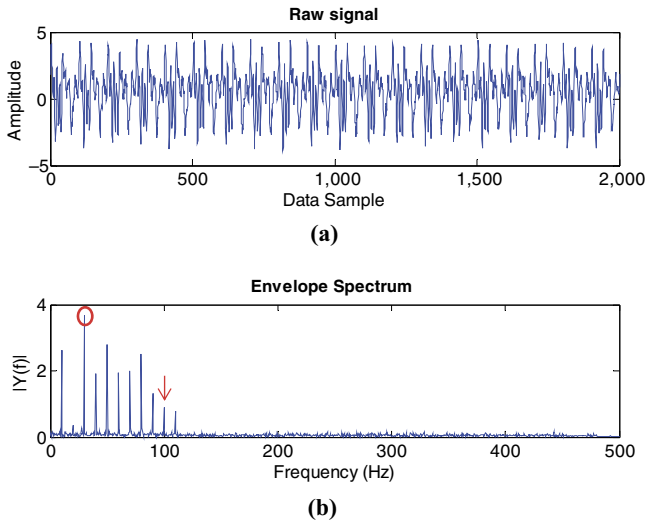 Raw signal
5
0
–5
Amplitude
0
500
1,000
1,500
2,000
Data Sample
(a)
Envelope Spectrum
4
2
0
|Y(f)|
0
100
200
300
400
500
Frequency (Hz)
(b)